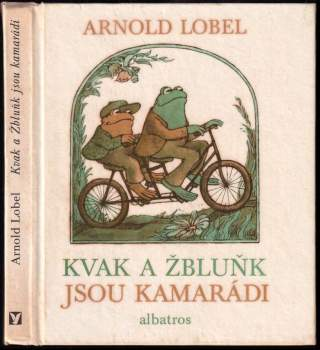 Arnold Lobel   Kvak a Žbluňk jsou kamarádi
ARNOLD LOBEL
KVAK A ŽBLUŇK
JSOU KAMARÁDI
albatros